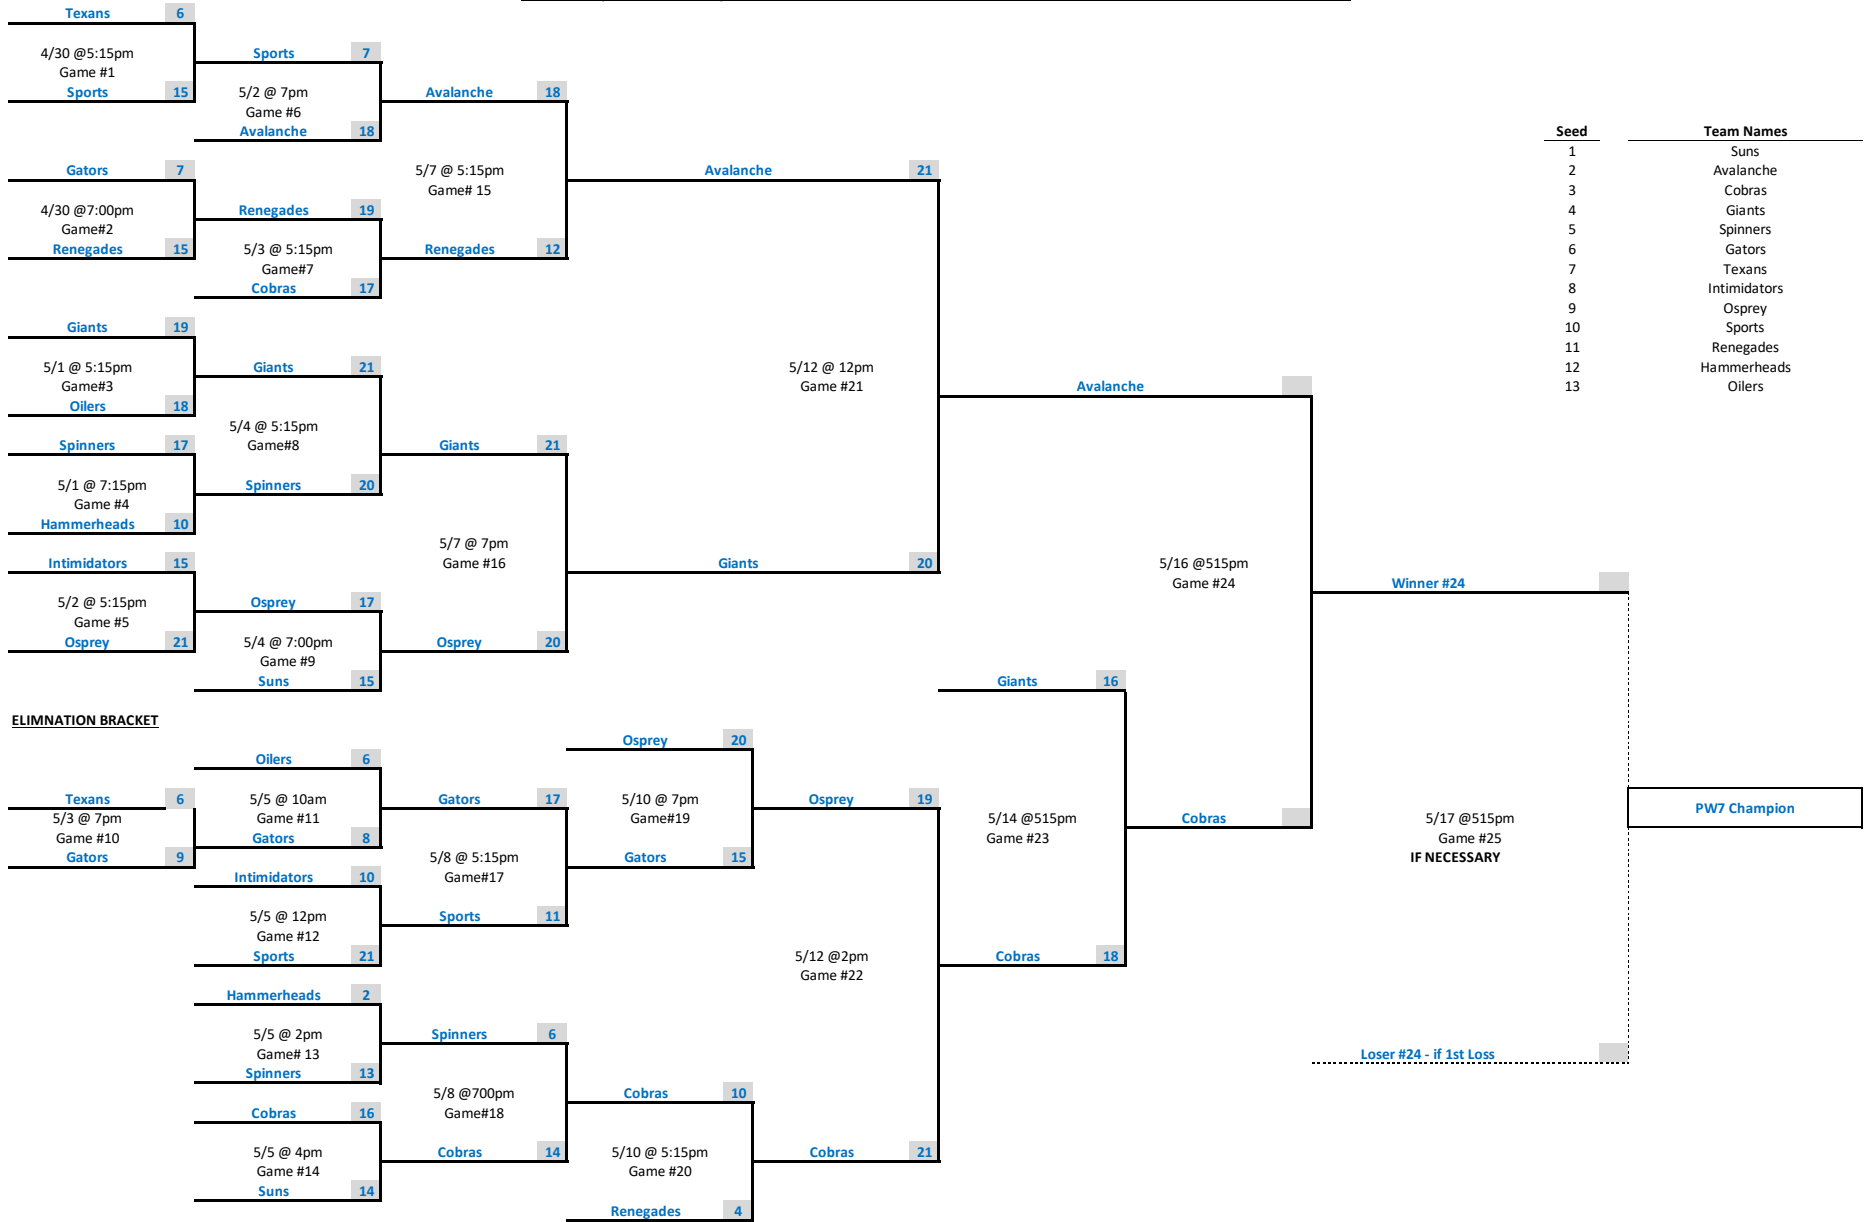 Texans 6
4/30 @5:15pm
Game #1
Sports 15
Sports 7
5/2 @ 7pm
Game #6
Avalanche 18
Avalanche 18
Gators 7
4/30 @7:00pm
Game#2
Renegades 15
Renegades 19
5/3 @ 5:15pm
Game#7
Cobras 17
5/7 @ 5:15pm
Game# 15
Renegades 12
Avalanche 21
Giants 19
5/1 @ 5:15pm
Game#3
Oilers 18
Giants 21
5/4 @ 5:15pm
Game#8
Spinners 17
5/1 @ 7:15pm
Game #4
Hammerheads 10
Spinners 20
Giants 21
5/7 @ 7pm
Game #16
Intimidators 15
5/2 @ 5:15pm
Game #5
Osprey 21
Osprey 17
5/4 @ 7:00pm
Game #9
Suns 15
Osprey 20
5/12 @ 12pm
Game #21
Giants 20
Avalanche
5/16 @515pm
Game #24
Winner #24
Seed Team Names
1 Suns
2 Avalanche
3 Cobras
4 Giants
5 Spinners
6 Gators
7 Texans
8 Intimidators
9 Osprey
10 Sports
11 Renegades
12 Hammerheads
13 Oilers
ELIMNATION BRACKET
Texans 6
5/3 @ 7pm
Game #10
Gators 9
Oilers 6
5/5 @ 10am
Game #11
Gators 8
Intimidators 10
5/5 @ 12pm
Game #12
Sports 21
Gators 17
5/8 @ 5:15pm
Game#17
Sports 11
Osprey 20
5/10 @ 7pm
Game#19
Gators 15
Hammerheads 2
5/5 @ 2pm
Game# 13
Spinners 13
Cobras 16
5/5 @ 4pm
Game #14
Suns 14
Spinners 6
5/8 @700pm
Game#18
Cobras 14
Cobras 10
5/10 @ 5:15pm
Game #20
Renegades 4
Osprey 19
5/12 @2pm
Game #22
Cobras 21
Giants 16
5/14 @515pm
Game #23
Cobras 18
Cobras
5/17 @515pm
Game #25
IF NECESSARY
Loser #24 - if 1st Loss
PW7 Champion